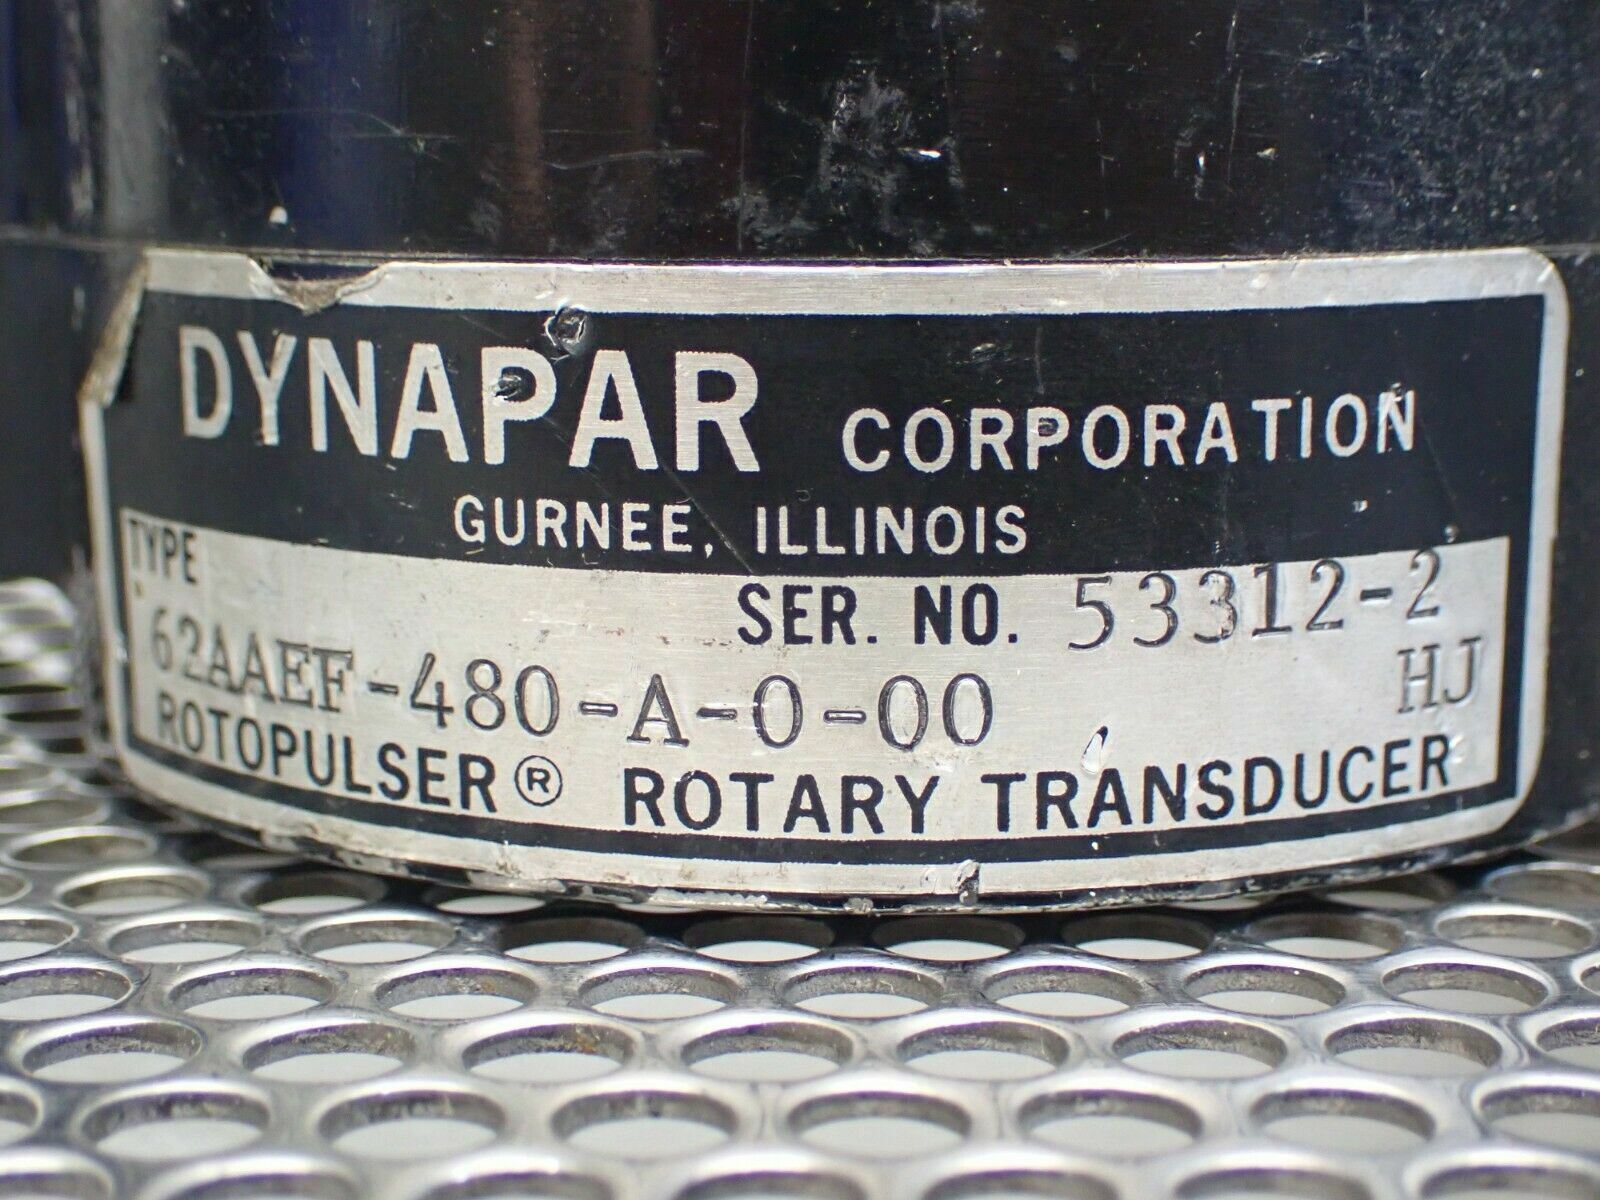 DYNAPAR CORPORATION
GURNEE, ILLINOIS
TYPE
SER. NO. 53312-2
62AAEF-480-A-0-00 HJ
ROTOPULSER® ROTARY TRANSDUCER